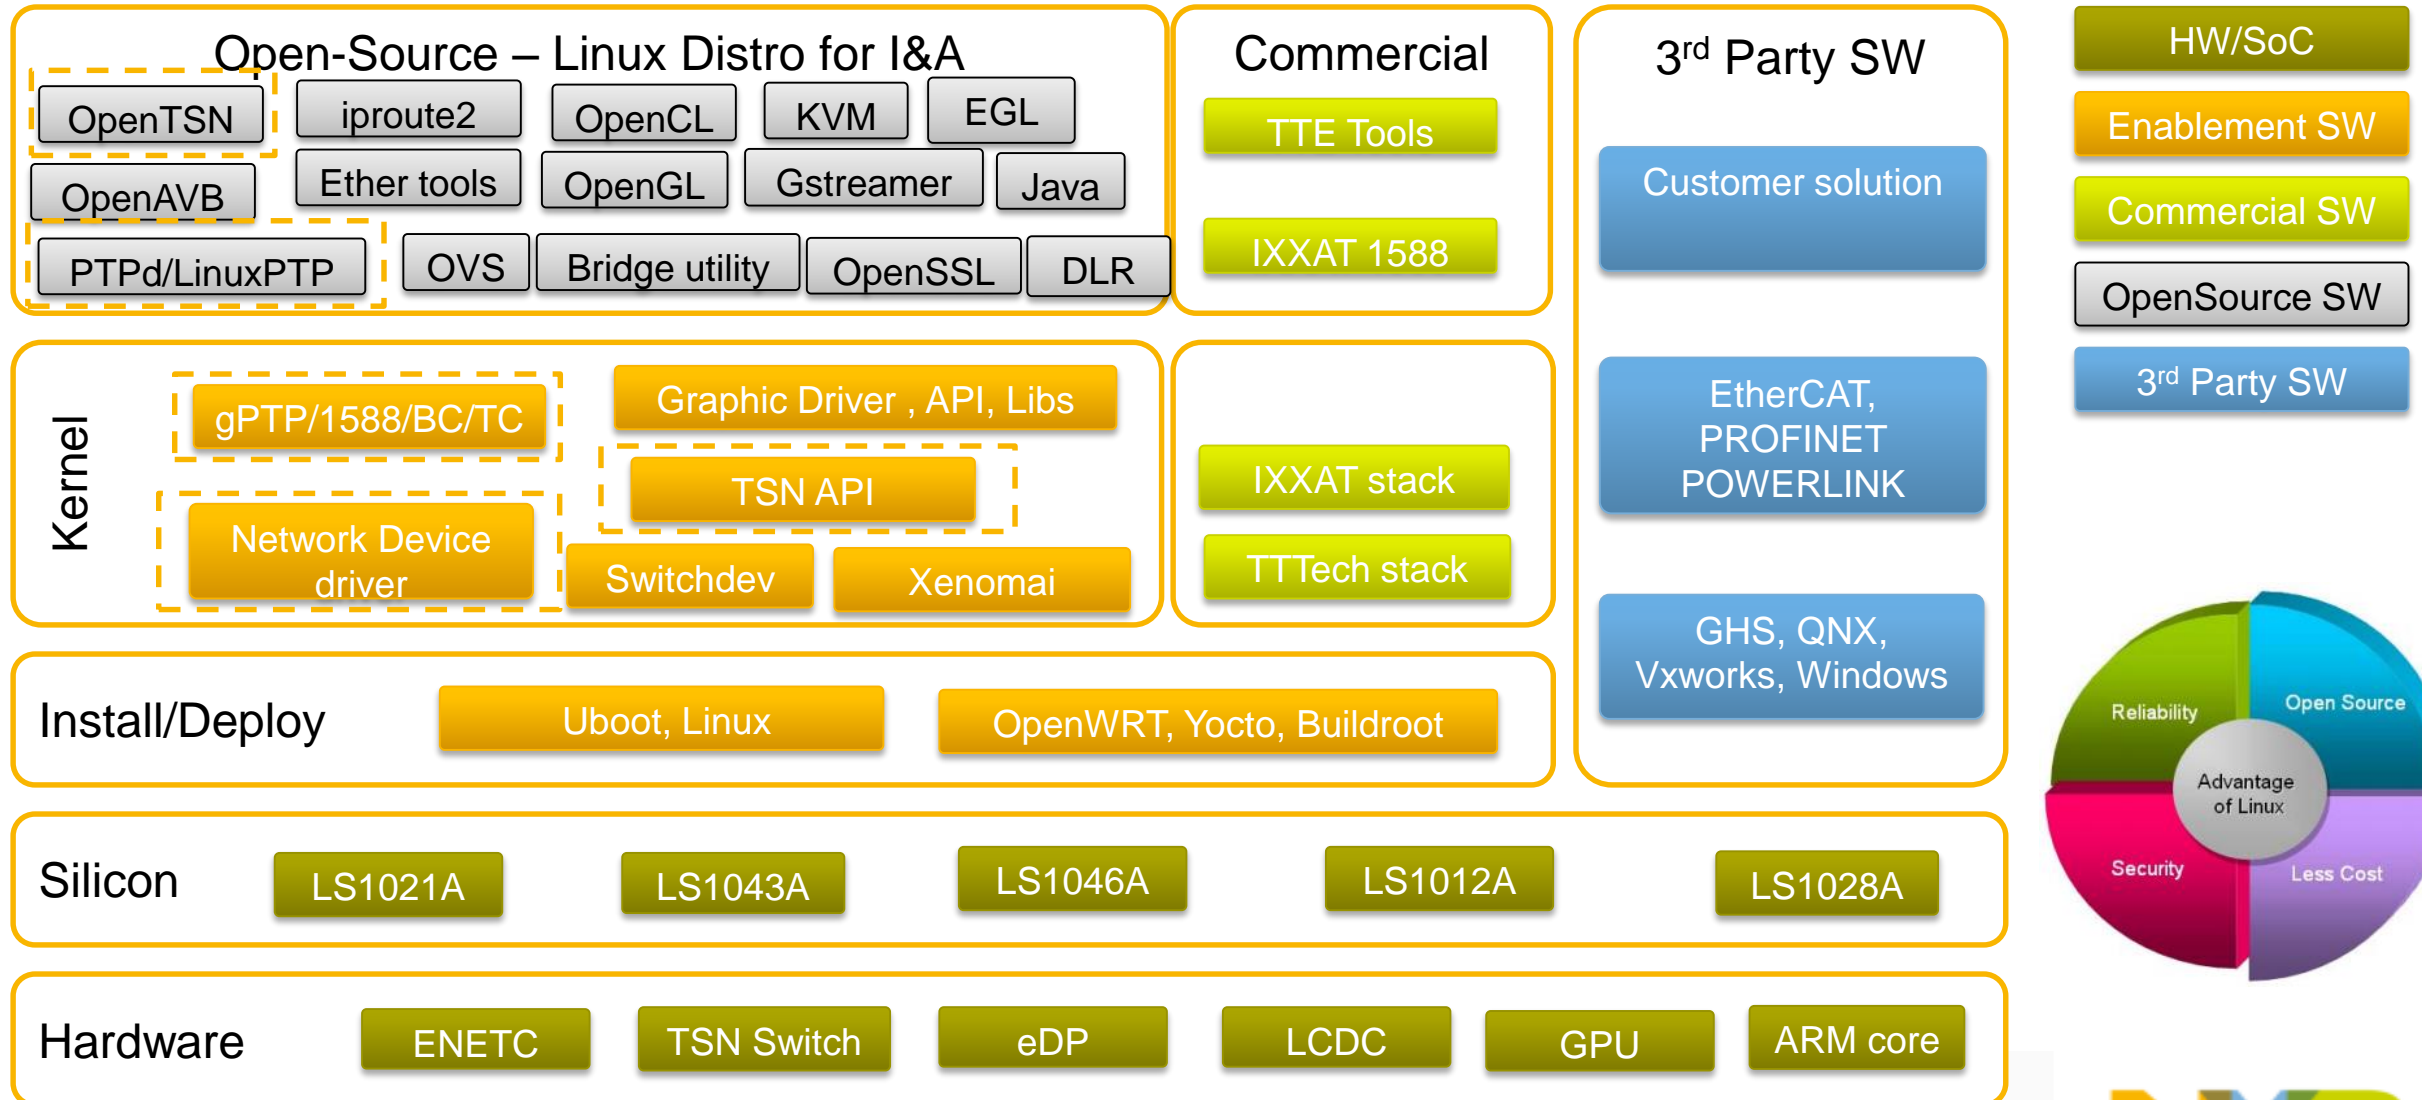 Open-Source – Linux Distro for I&A
OpenTSN
iproute2
OpenCL
KVM
EGL
OpenAVB
Ether tools
OpenGL
Gstreamer
Java
PTPd/LinuxPTP
OVS
Bridge utility
OpenSSL
DLR
Commercial
TTE Tools
IXXAT 1588
3rd Party SW
Customer solution
EtherCAT,
PROFINET
POWERLINK
GHS, QNX,
Vxworks, Windows
Kernel
gPTP/1588/BC/TC
Graphic Driver , API, Libs
TSN API
Network Device
driver
Switchdev
Xenomai
IXXAT stack
TTTech stack
Install/Deploy
Uboot, Linux
OpenWRT, Yocto, Buildroot
Silicon
LS1021A
LS1043A
LS1046A
LS1012A
LS1028A
Hardware
ENETC
TSN Switch
eDP
LCDC
GPU
ARM core
HW/SoC
Enablement SW
Commercial SW
OpenSource SW
3rd Party SW
Reliability
Open Source
Advantage
of Linux
Security
Less Cost